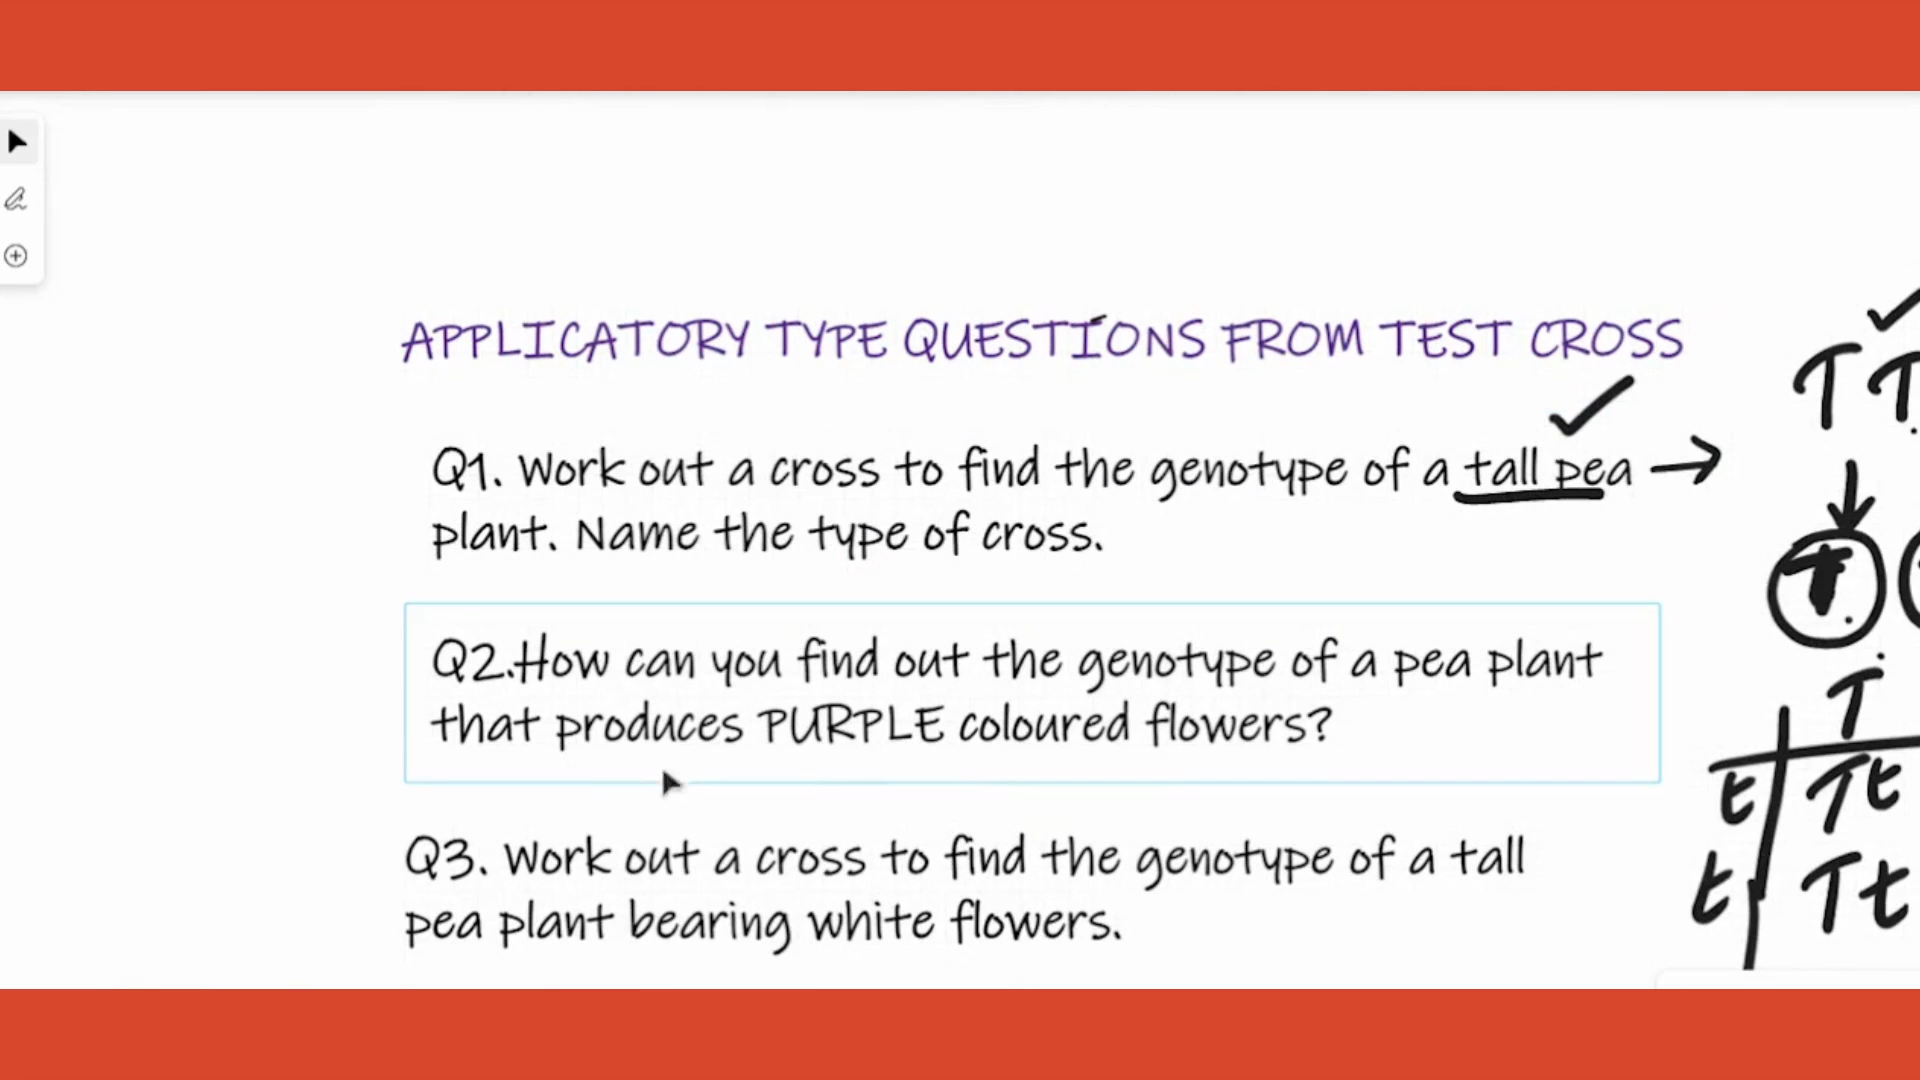 APPLICATORY TYPE QUESTIONS FROM TEST CROSS
Q1. Work out a cross to find the genotype of a tall pea →
plant. Name the type of cross.
Q2.How can you find out the genotype of a pea plant
that produces PURPLE coloured flowers?
Q3. Work out a cross to find the genotype of a tall
pea plant bearing white flowers.
T T
T
T
t Tt
t Tt